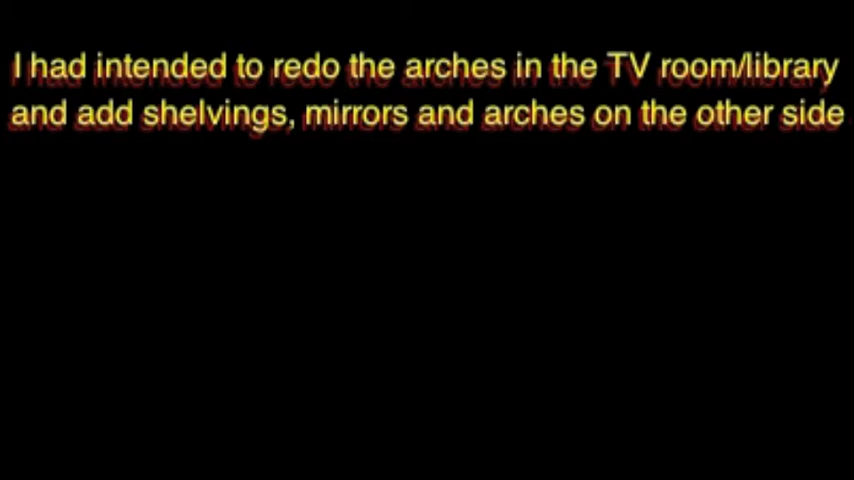 I had intended to redo the arches in the TV room/library
and add shelvings, mirrors and arches on the other side